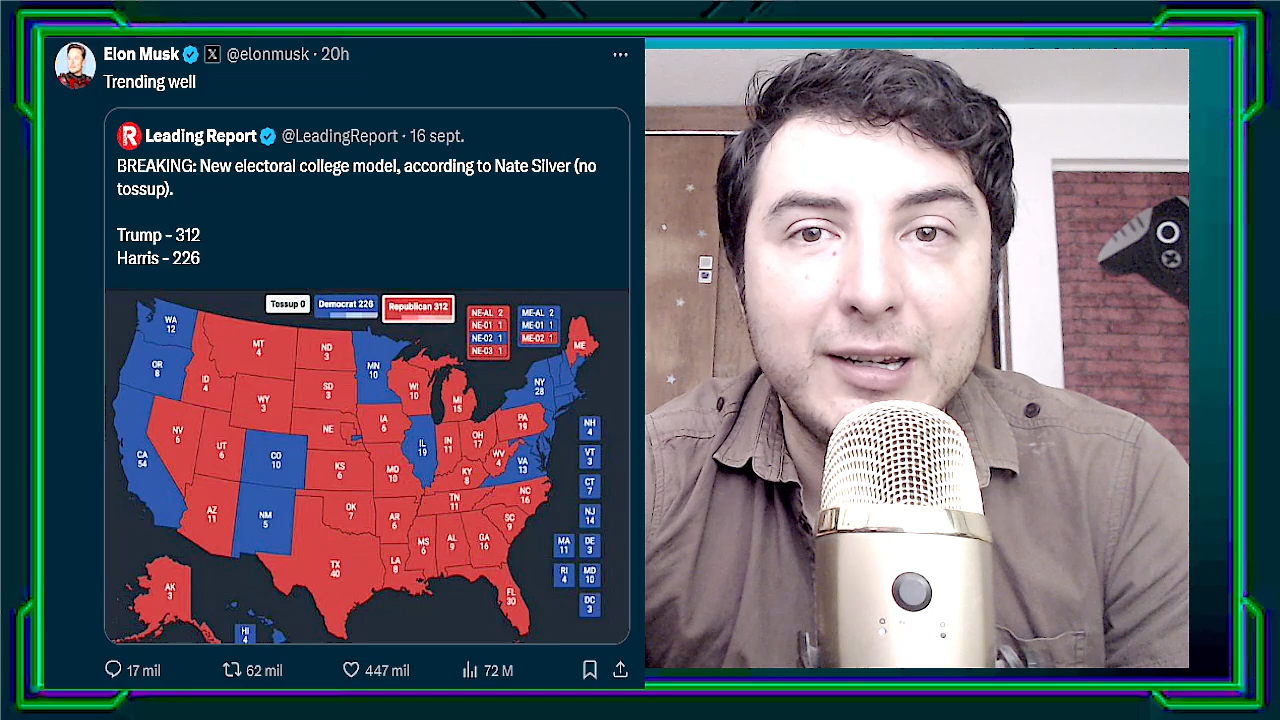 Elon Musk @elonmusk · 20h
Trending well
Leading Report @LeadingReport · 16 sept.
BREAKING: New electoral college model, according to Nate Silver (no
tossup).
Trump – 312
Harris – 226
Tossup 0
Democrat 226
Republican 312
NE-AL 2
NE-01 1
NE-02 1
NE-03 1
ME-AL 2
ME-01 1
ME-02 1
WA
12
OR
8
CA
54
NV
6
ID
4
MT
4
WY
3
UT
6
AZ
11
CO
10
NM
5
ND
3
SD
3
NE
KS
6
OK
7
TX
40
MN
10
IA
6
MO
10
AR
6
LA
8
WI
10
IL
19
MI
15
IN
11
OH
17
KY
8
TN
11
MS
6
AL
9
GA
16
FL
30
SC
9
NC
16
VA
13
WV
4
PA
19
NY
28
ME
NH
4
VT
3
CT
7
NJ
14
MA
11
DE
3
RI
4
MD
10
DC
3
AK
3
HI
4
17 mil
62 mil
447 mil
72 M